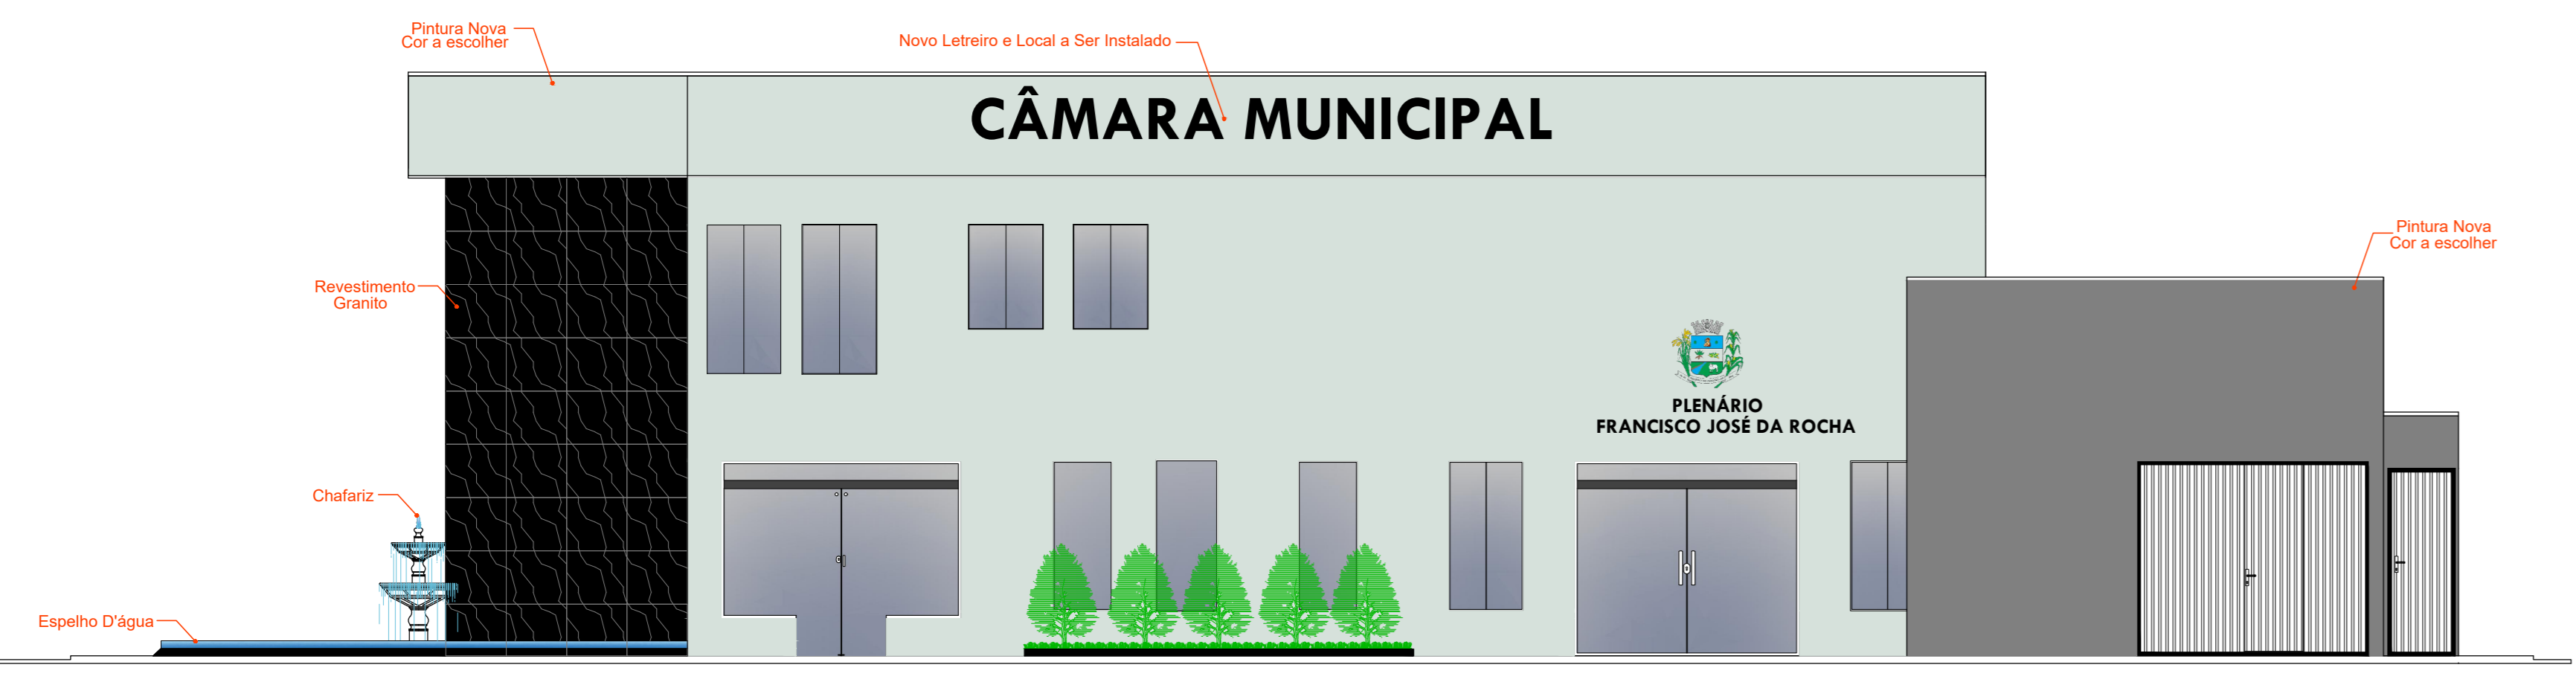 Pintura Nova
Cor a escolher
Novo Letreiro e Local a Ser Instalado
CÂMARA MUNICIPAL
Pintura Nova
Cor a escolher
Revestimento
Granito
PLENÁRIO
FRANCISCO JOSÉ DA ROCHA
Chafariz
Espelho D'água